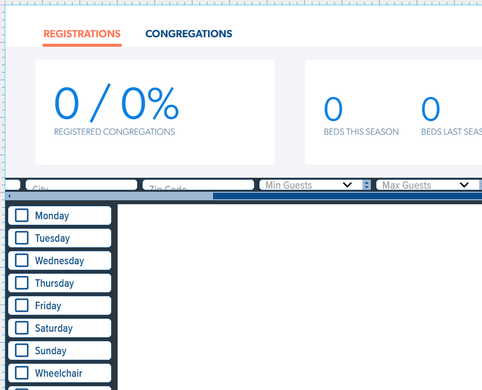 REGISTRATIONS CONGREGATIONS
0 / 0%
REGISTERED CONGREGATIONS
0 0
BEDS THIS SEASON BEDS LAST SEAS
City Zip Code Min Guests Max Guests
Monday
Tuesday
Wednesday
Thursday
Friday
Saturday
Sunday
Wheelchair